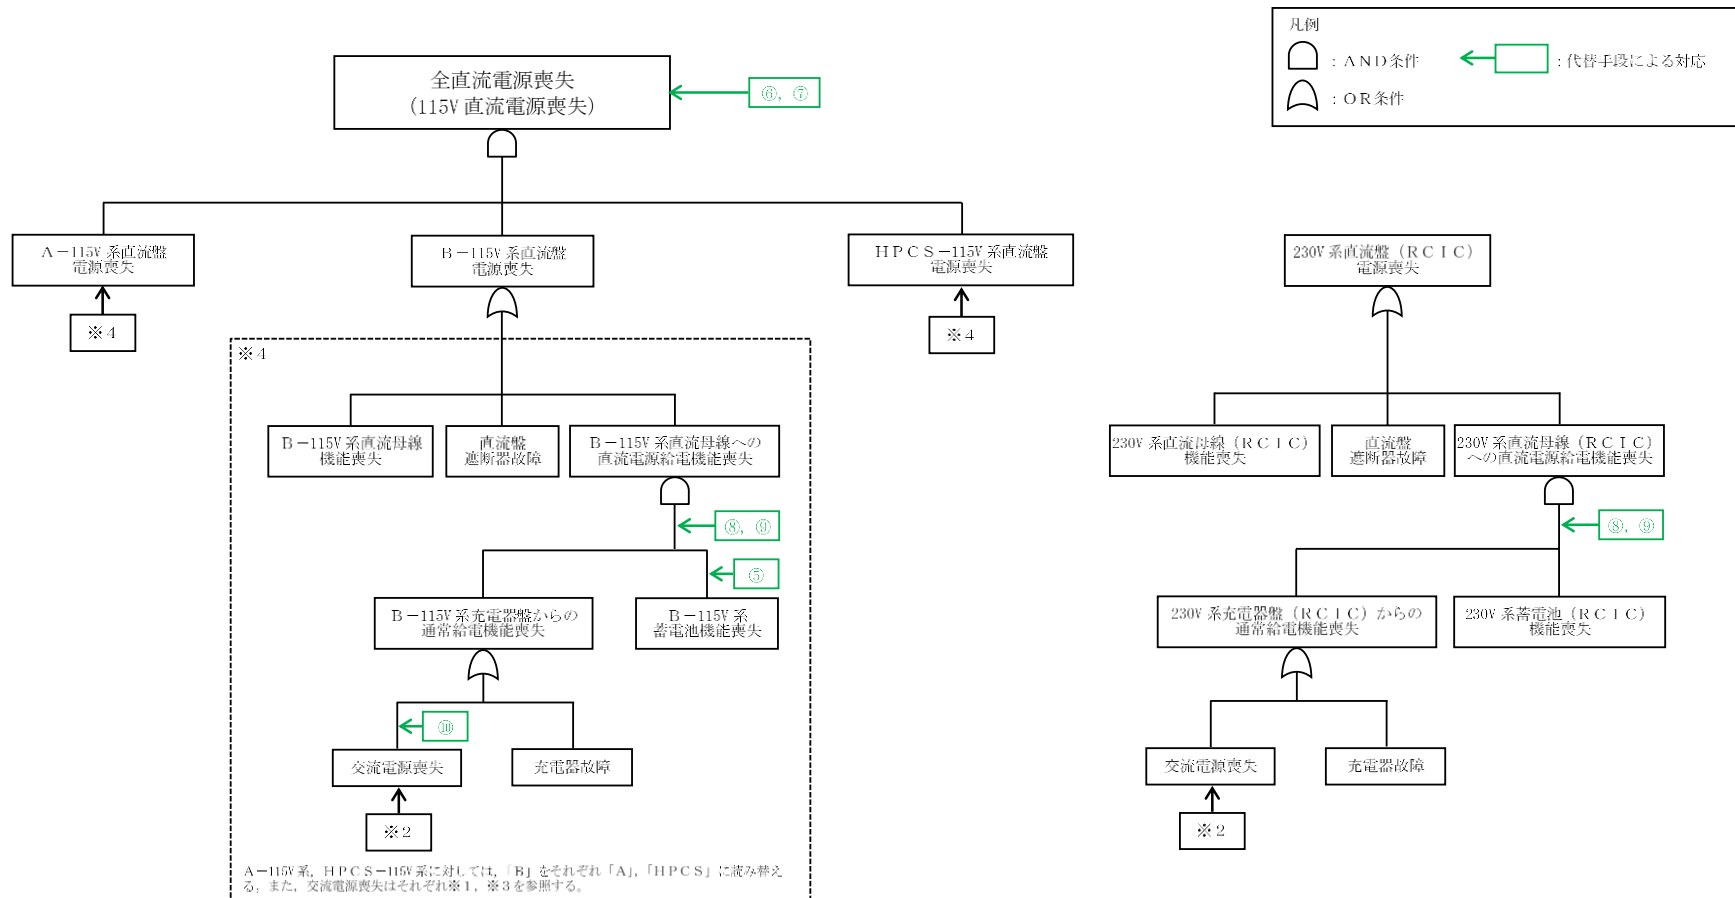 凡例
：ＡＮＤ条件
：代替手段による対応
：ＯＲ条件
全直流電源喪失
（115V 直流電源喪失）
⑥，⑦
Ａ－115V 系直流盤
電源喪失
※４
Ｂ－115V 系直流盤
電源喪失
ＨＰＣＳ－115V 系直流盤
電源喪失
※４
230V 系直流盤（ＲＣＩＣ）
電源喪失
※４
Ｂ－115V 系直流母線
機能喪失
直流盤
遮断器故障
Ｂ－115V 系直流母線への
直流電源給電機能喪失
230V 系直流母線（ＲＣＩＣ）
機能喪失
直流盤
遮断器故障
230V 系直流母線（ＲＣＩＣ）
への直流電源給電機能喪失
⑧，⑨
⑧，⑨
⑤
Ｂ－115V 系充電器盤からの
通常給電機能喪失
Ｂ－115V 系
蓄電池機能喪失
230V 系充電器盤（ＲＣＩＣ）からの
通常給電機能喪失
230V 系蓄電池（ＲＣＩＣ）
機能喪失
⑩
交流電源喪失
充電器故障
交流電源喪失
充電器故障
※２
※２
Ａ－115V 系，ＨＰＣＳ－115V 系に対しては，「Ｂ」をそれぞれ「Ａ」，「ＨＰＣＳ」に読み替え
る。また，交流電源喪失はそれぞれ※１，※３を参照する。